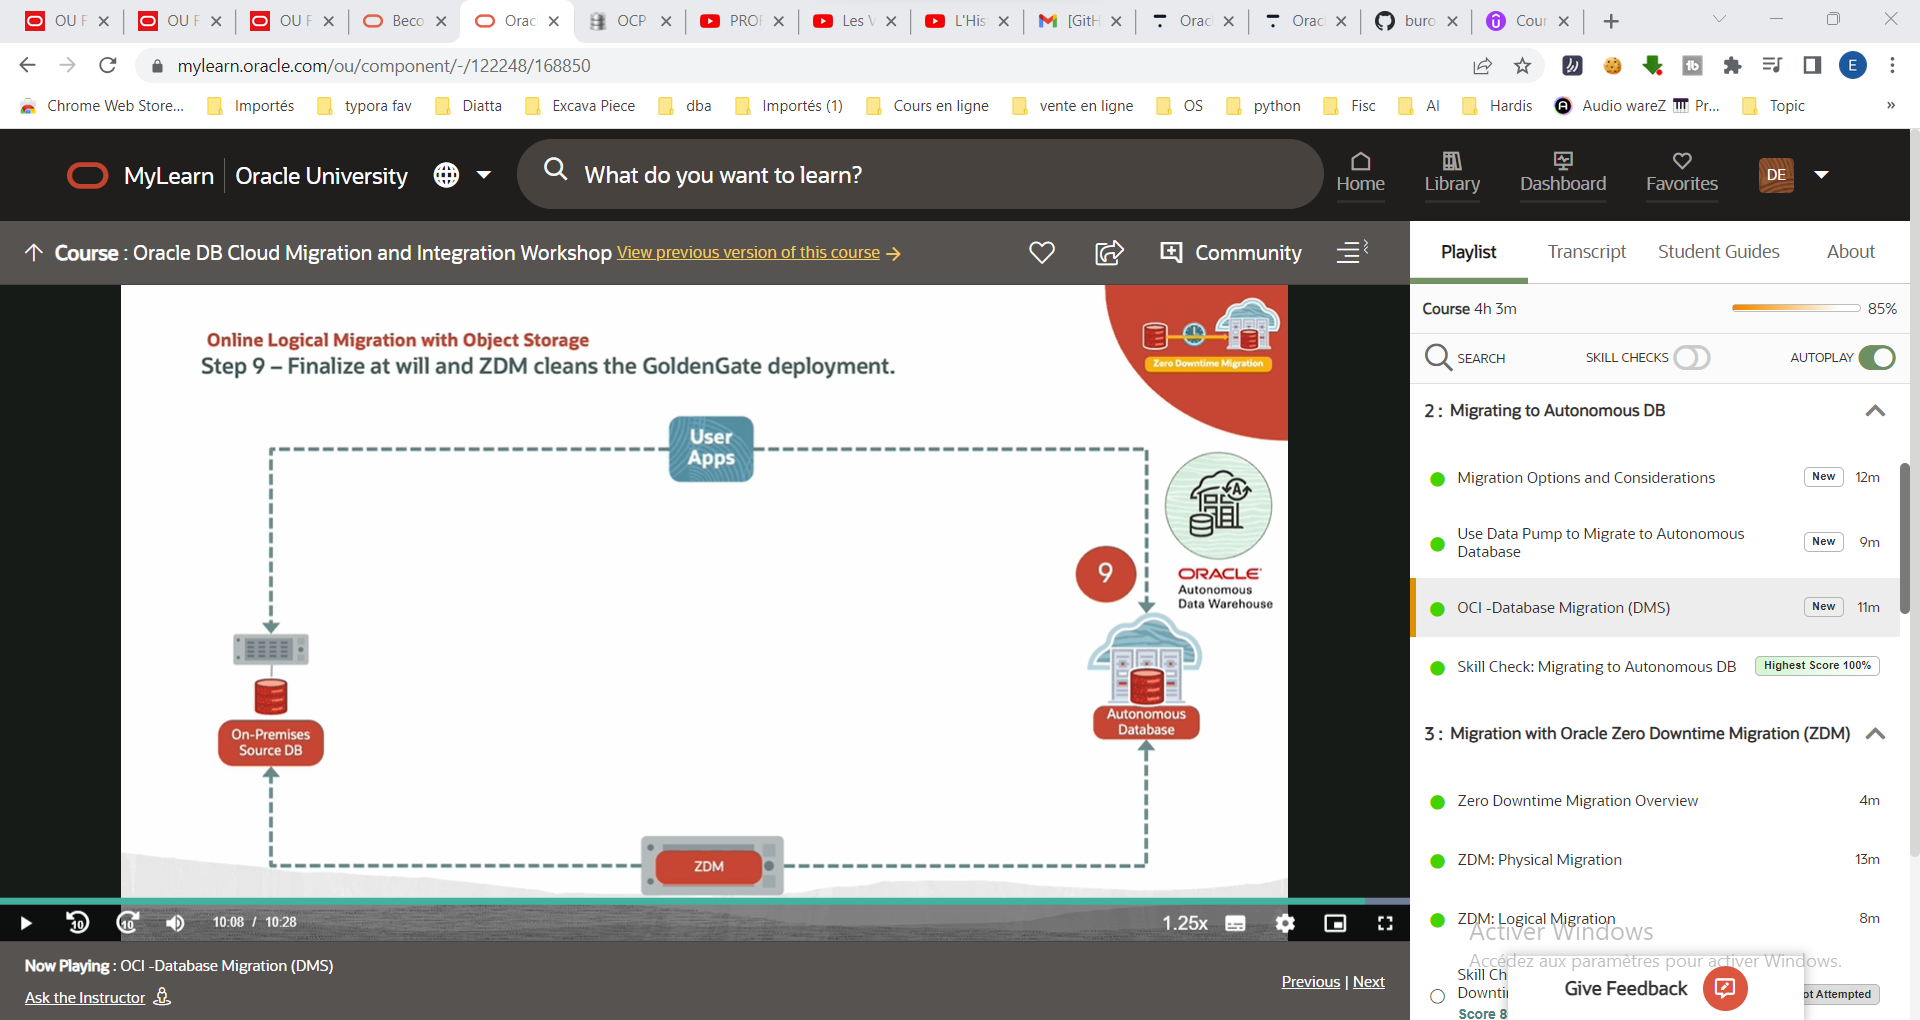 OU F
OU F
OU F
Beco
Orac
OCP
PROF
Les V
L'His
[GitH
Orac
Orac
buro
Cour
mylearn.oracle.com/ou/component/-/122248/168850
E
Chrome Web Store...
Importés
typora fav
Diatta
Excava Piece
dba
Importés (1)
Cours en ligne
vente en ligne
OS
python
Fisc
AI
Hardis
Audio wareZ
Pr...
Topic
»
MyLearn
Oracle University
What do you want to learn?
Home
Library
Dashboard
Favorites
DE
Course : Oracle DB Cloud Migration and Integration Workshop View previous version of this course
Community
Playlist
Transcript
Student Guides
About
Course 4h 3m
85%
SEARCH
SKILL CHECKS
AUTOPLAY
Online Logical Migration with Object Storage
Step 9 – Finalize at will and ZDM cleans the GoldenGate deployment.
Zero Downtime Migration
User
Apps
9
ORACLE
Autonomous
Data Warehouse
On-Premises
Source DB
Autonomous
Database
ZDM
10
10
10:08 / 10:28
1.25x
2 : Migrating to Autonomous DB
Migration Options and Considerations
New
12m
Use Data Pump to Migrate to Autonomous
Database
New
9m
OCI -Database Migration (DMS)
New
11m
Skill Check: Migrating to Autonomous DB
Highest Score 100%
3 : Migration with Oracle Zero Downtime Migration (ZDM)
Zero Downtime Migration Overview
4m
ZDM: Physical Migration
13m
ZDM: Logical Migration
8m
Activer Windows
Accédez aux paramètres pour activer Windows.
Skill Ch
Downti
Score 8
ot Attempted
Give Feedback
Now Playing : OCI -Database Migration (DMS)
Ask the Instructor
Previous | Next